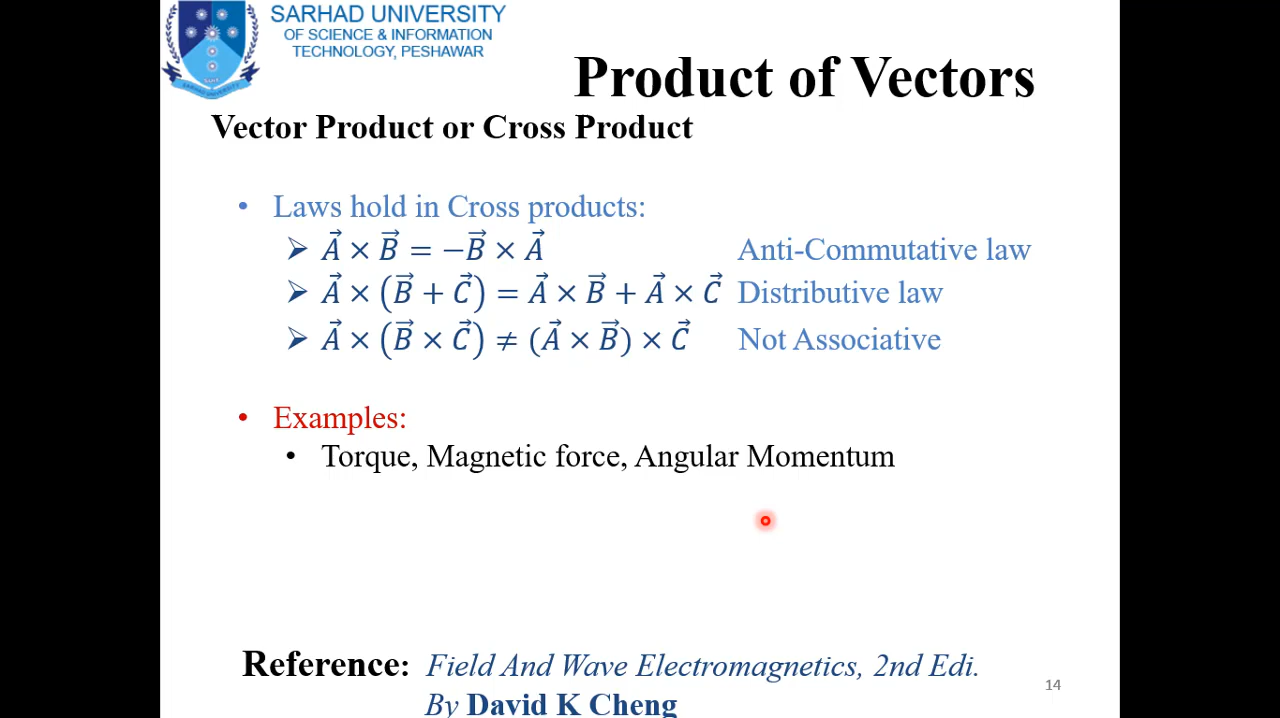 SARHAD UNIVERSITY
OF SCIENCE & INFORMATION
TECHNOLOGY, PESHAWAR
Product of Vectors
Vector Product or Cross Product
• Laws hold in Cross products:
➢ A⃗ × B⃗ = −B⃗ × A⃗ Anti-Commutative law
➢ A⃗ × (B⃗ + C⃗) = A⃗ × B⃗ + A⃗ × C⃗ Distributive law
➢ A⃗ × (B⃗ × C⃗) ≠ (A⃗ × B⃗) × C⃗ Not Associative
• Examples:
• Torque, Magnetic force, Angular Momentum
Reference: Field And Wave Electromagnetics, 2nd Edi.
By David K Cheng
14